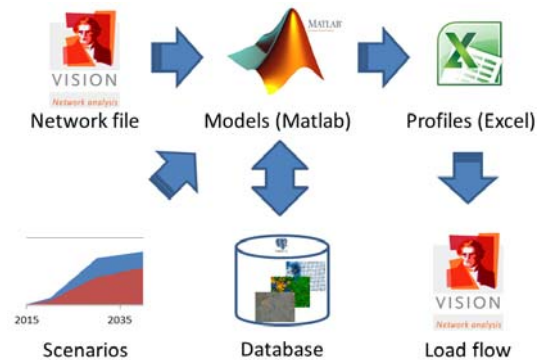 MATLAB
VISION
Network analysis
Network file
Models (Matlab)
Profiles (Excel)
2015
2035
VISION
Network analysis
Scenarios
Database
Load flow